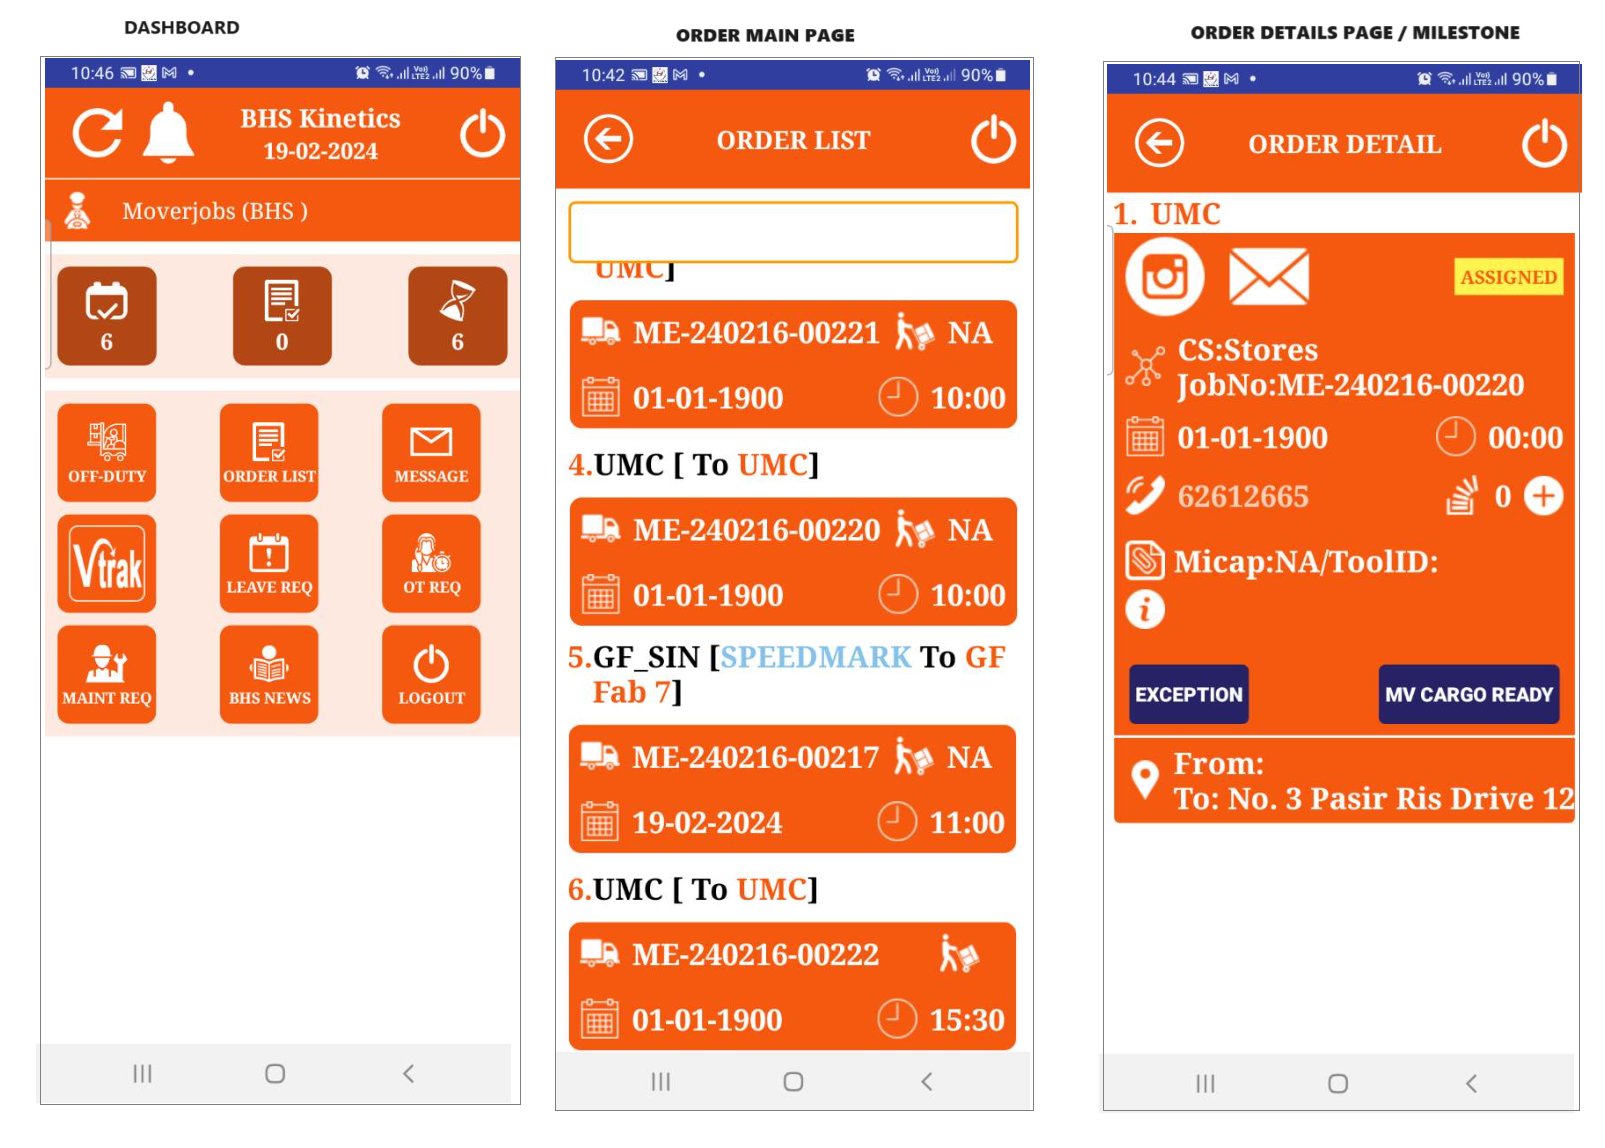 DASHBOARD
10:46
90%
BHS Kinetics
19-02-2024
Moverjobs (BHS )
6
0
6
OFF-DUTY
ORDER LIST
MESSAGE
Vtrak
LEAVE REQ
OT REQ
MAINT REQ
BHS NEWS
LOGOUT
ORDER MAIN PAGE
10:42
90%
ORDER LIST
UMC]
ME-240216-00221 NA
01-01-1900 10:00
4.UMC [ To UMC]
ME-240216-00220 NA
01-01-1900 10:00
5.GF_SIN [SPEEDMARK To GF
Fab 7]
ME-240216-00217 NA
19-02-2024 11:00
6.UMC [ To UMC]
ME-240216-00222
01-01-1900 15:30
ORDER DETAILS PAGE / MILESTONE
10:44
90%
ORDER DETAIL
1. UMC
ASSIGNED
CS:Stores
JobNo:ME-240216-00220
01-01-1900 00:00
62612665 0
Micap:NA/ToolID:
EXCEPTION
MV CARGO READY
From:
To: No. 3 Pasir Ris Drive 12